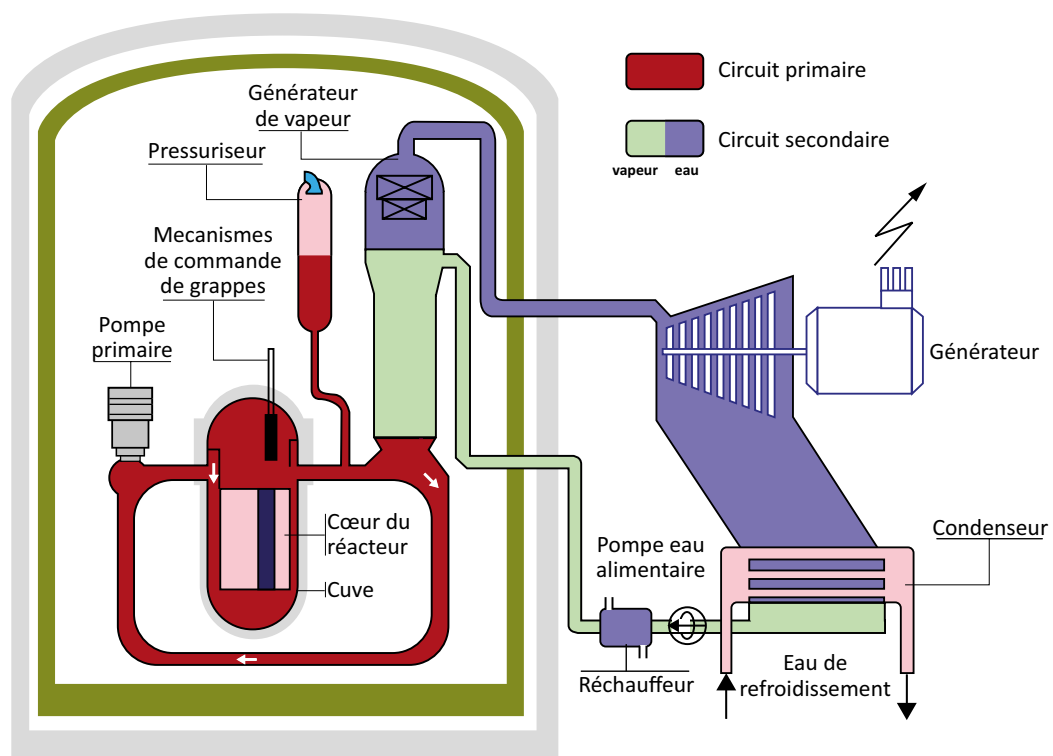 Circuit primaire
Circuit secondaire
vapeur
eau
Générateur
de vapeur
Pressuriseur
Mecanismes
de commande
de grappes
Pompe
primaire
Générateur
Cœur du
réacteur
Cuve
Pompe eau
alimentaire
Condenseur
Réchauffeur
Eau de
refroidissement